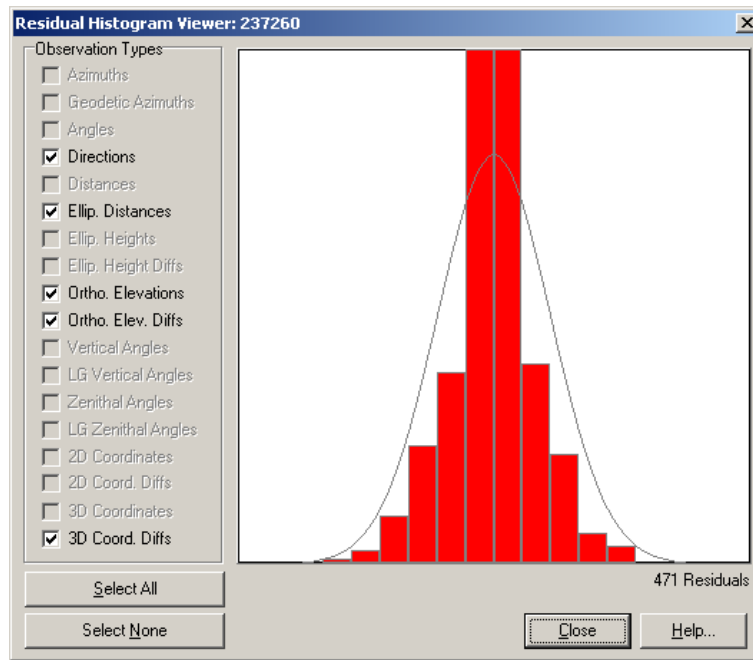 Residual Histogram Viewer: 237260
Observation Types
Azimuths
Geodetic Azimuths
Angles
Directions
Distances
Ellip. Distances
Ellip. Heights
Ellip. Height Diffs
Ortho. Elevations
Ortho. Elev. Diffs
Vertical Angles
LG Vertical Angles
Zenithal Angles
LG Zenithal Angles
2D Coordinates
2D Coord. Diffs
3D Coordinates
3D Coord. Diffs
471 Residuals
Select All
Select None
Close
Help...